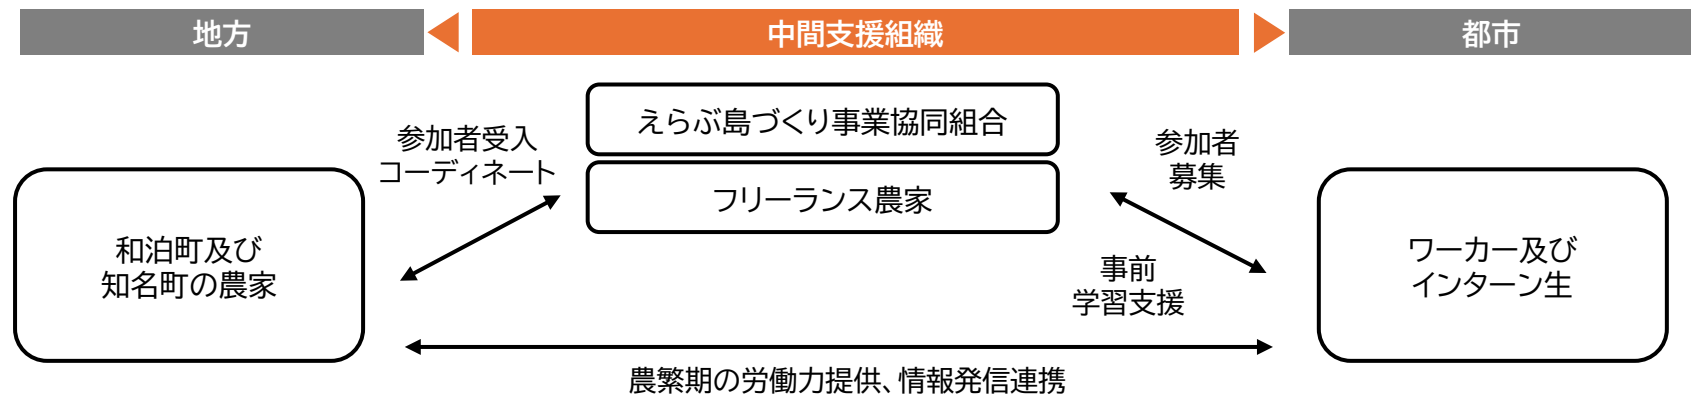 地方
中間支援組織
都市
えらぶ島づくり事業協同組合
フリーランス農家
参加者受入
コーディネート
参加者
募集
和泊町及び
知名町の農家
ワーカー及び
インターン生
事前
学習支援
農繁期の労働力提供、情報発信連携